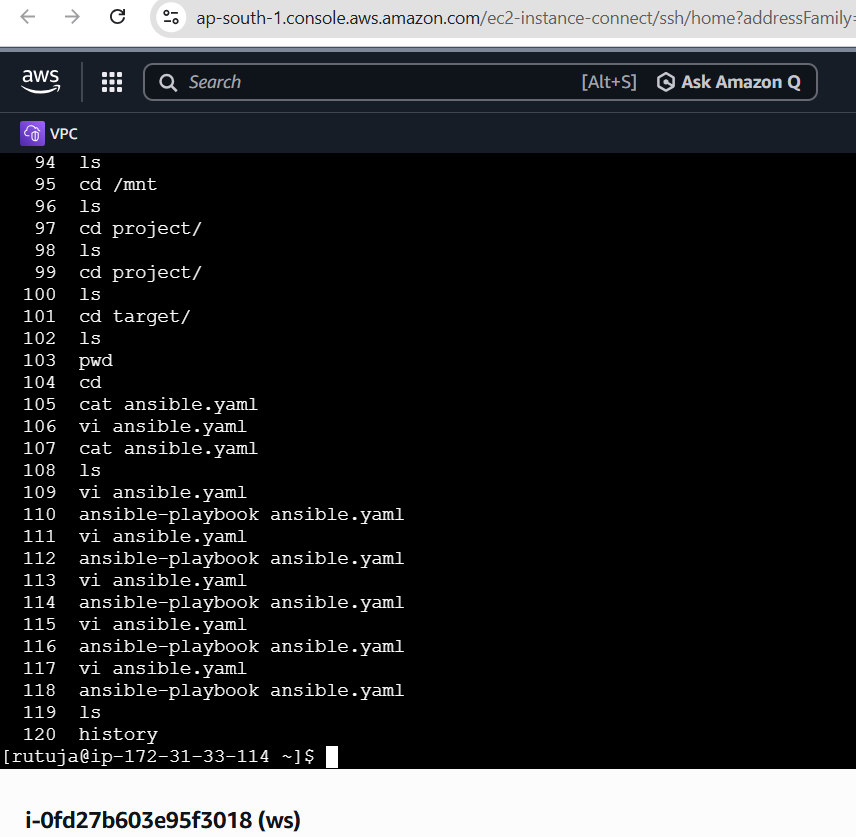 ap-south-1.console.aws.amazon.com/ec2-instance-connect/ssh/home?addressFamily=
aws
Search [Alt+S] Ask Amazon Q
VPC
94 ls
95 cd /mnt
96 ls
97 cd project/
98 ls
99 cd project/
100 ls
101 cd target/
102 ls
103 pwd
104 cd
105 cat ansible.yaml
106 vi ansible.yaml
107 cat ansible.yaml
108 ls
109 vi ansible.yaml
110 ansible-playbook ansible.yaml
111 vi ansible.yaml
112 ansible-playbook ansible.yaml
113 vi ansible.yaml
114 ansible-playbook ansible.yaml
115 vi ansible.yaml
116 ansible-playbook ansible.yaml
117 vi ansible.yaml
118 ansible-playbook ansible.yaml
119 ls
120 history
[rutuja@ip-172-31-33-114 ~]$
i-0fd27b603e95f3018 (ws)